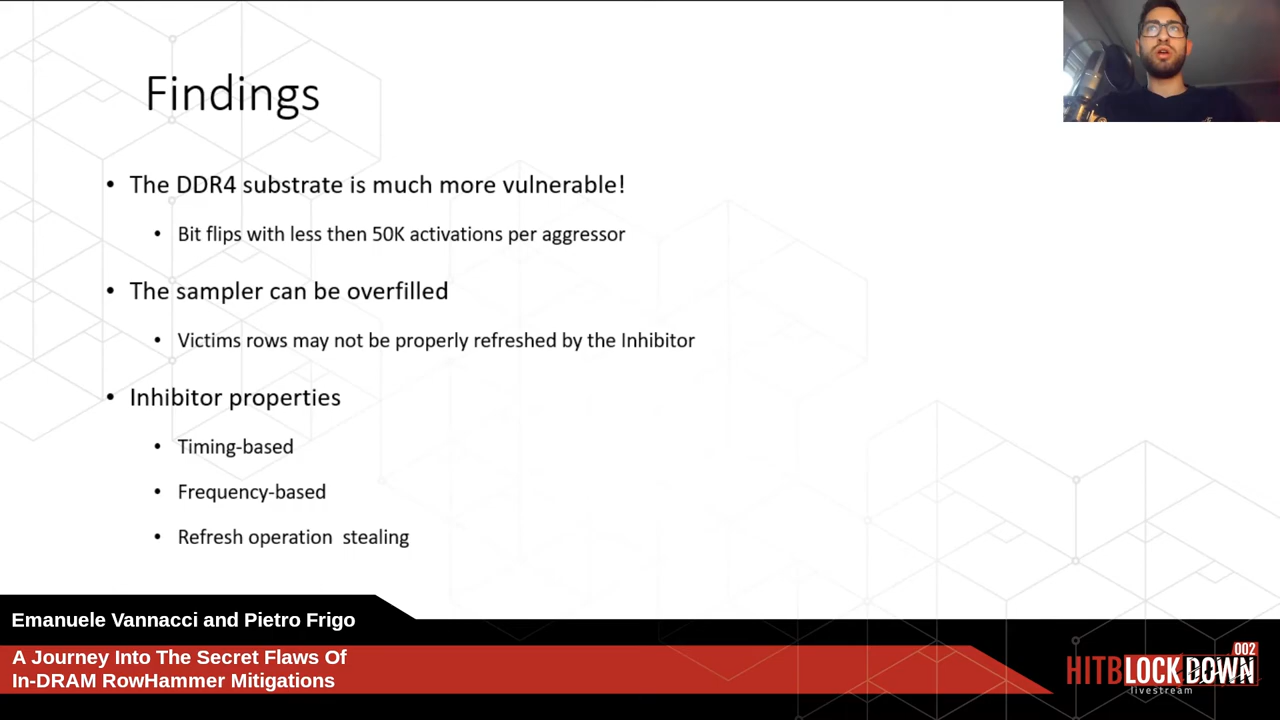 Findings
• The DDR4 substrate is much more vulnerable!
• Bit flips with less then 50K activations per aggressor
• The sampler can be overfilled
• Victims rows may not be properly refreshed by the Inhibitor
• Inhibitor properties
• Timing-based
• Frequency-based
• Refresh operation  stealing
Emanuele Vannacci and Pietro Frigo
A Journey Into The Secret Flaws Of
In-DRAM RowHammer Mitigations
002
HITBLOCKDOWN
livestream